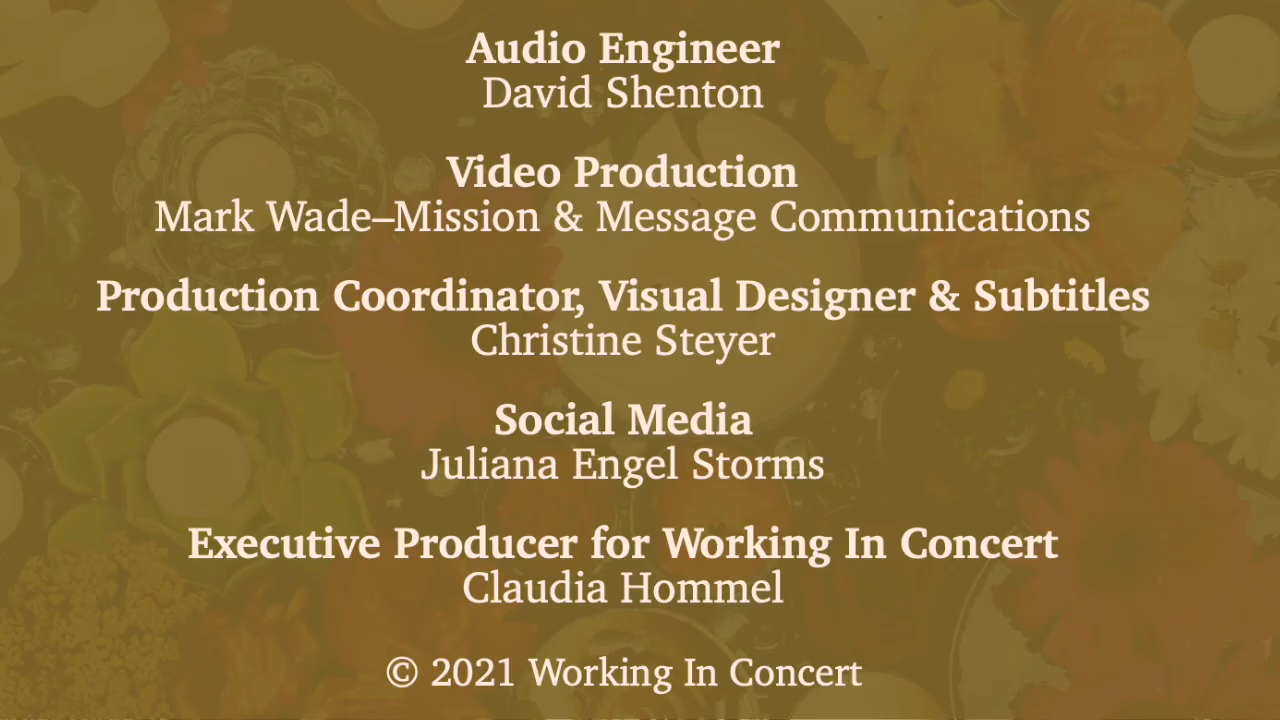 Audio Engineer
David Shenton
Video Production
Mark Wade–Mission & Message Communications
Production Coordinator, Visual Designer & Subtitles
Christine Steyer
Social Media
Juliana Engel Storms
Executive Producer for Working In Concert
Claudia Hommel
© 2021 Working In Concert